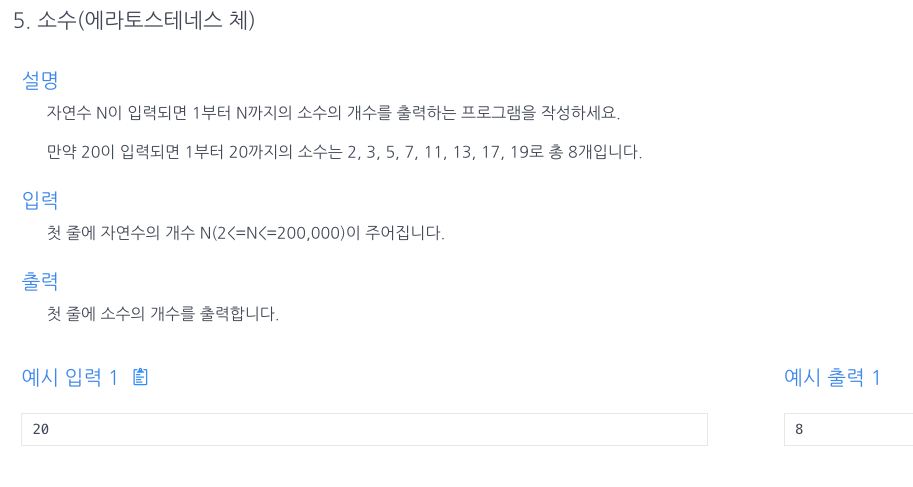 5. 소수(에라토스테네스 체)
설명
자연수 N이 입력되면 1부터 N까지의 소수의 개수를 출력하는 프로그램을 작성하세요.
만약 20이 입력되면 1부터 20까지의 소수는 2, 3, 5, 7, 11, 13, 17, 19로 총 8개입니다.
입력
첫 줄에 자연수의 개수 N(2<=N<=200,000)이 주어집니다.
출력
첫 줄에 소수의 개수를 출력합니다.
예시 입력 1
20
예시 출력 1
8